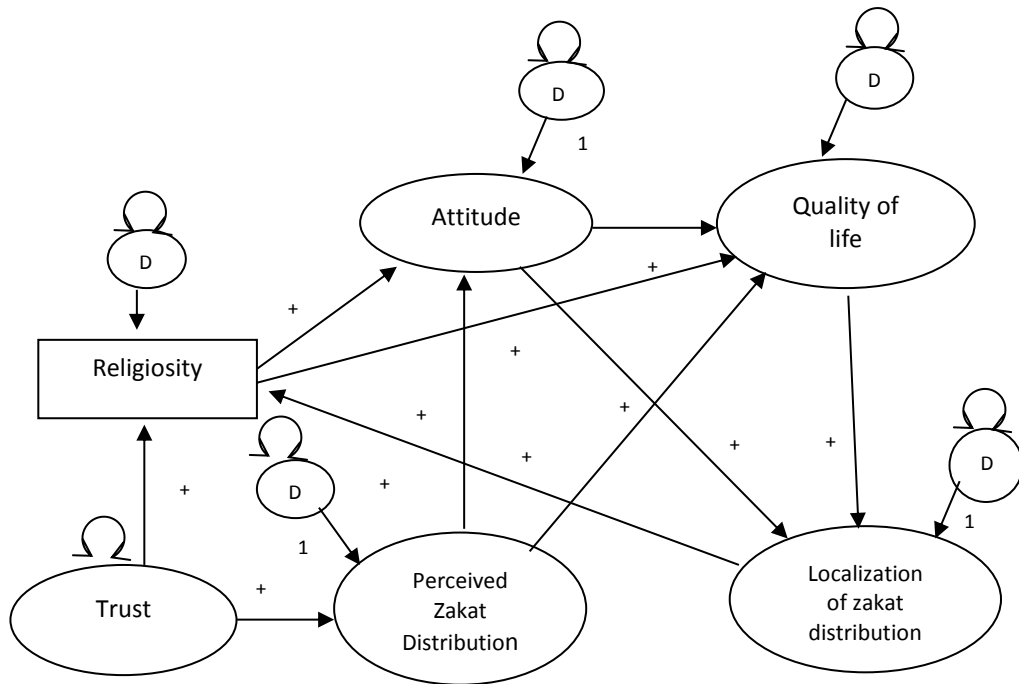 D
D
1
Attitude
Quality of
life
D
+
+
Religiosity
+
+
+
+
+
+
D
+
+
D
1
1
Trust
+
Perceived
Zakat
Distribution
Localization
of zakat
distribution